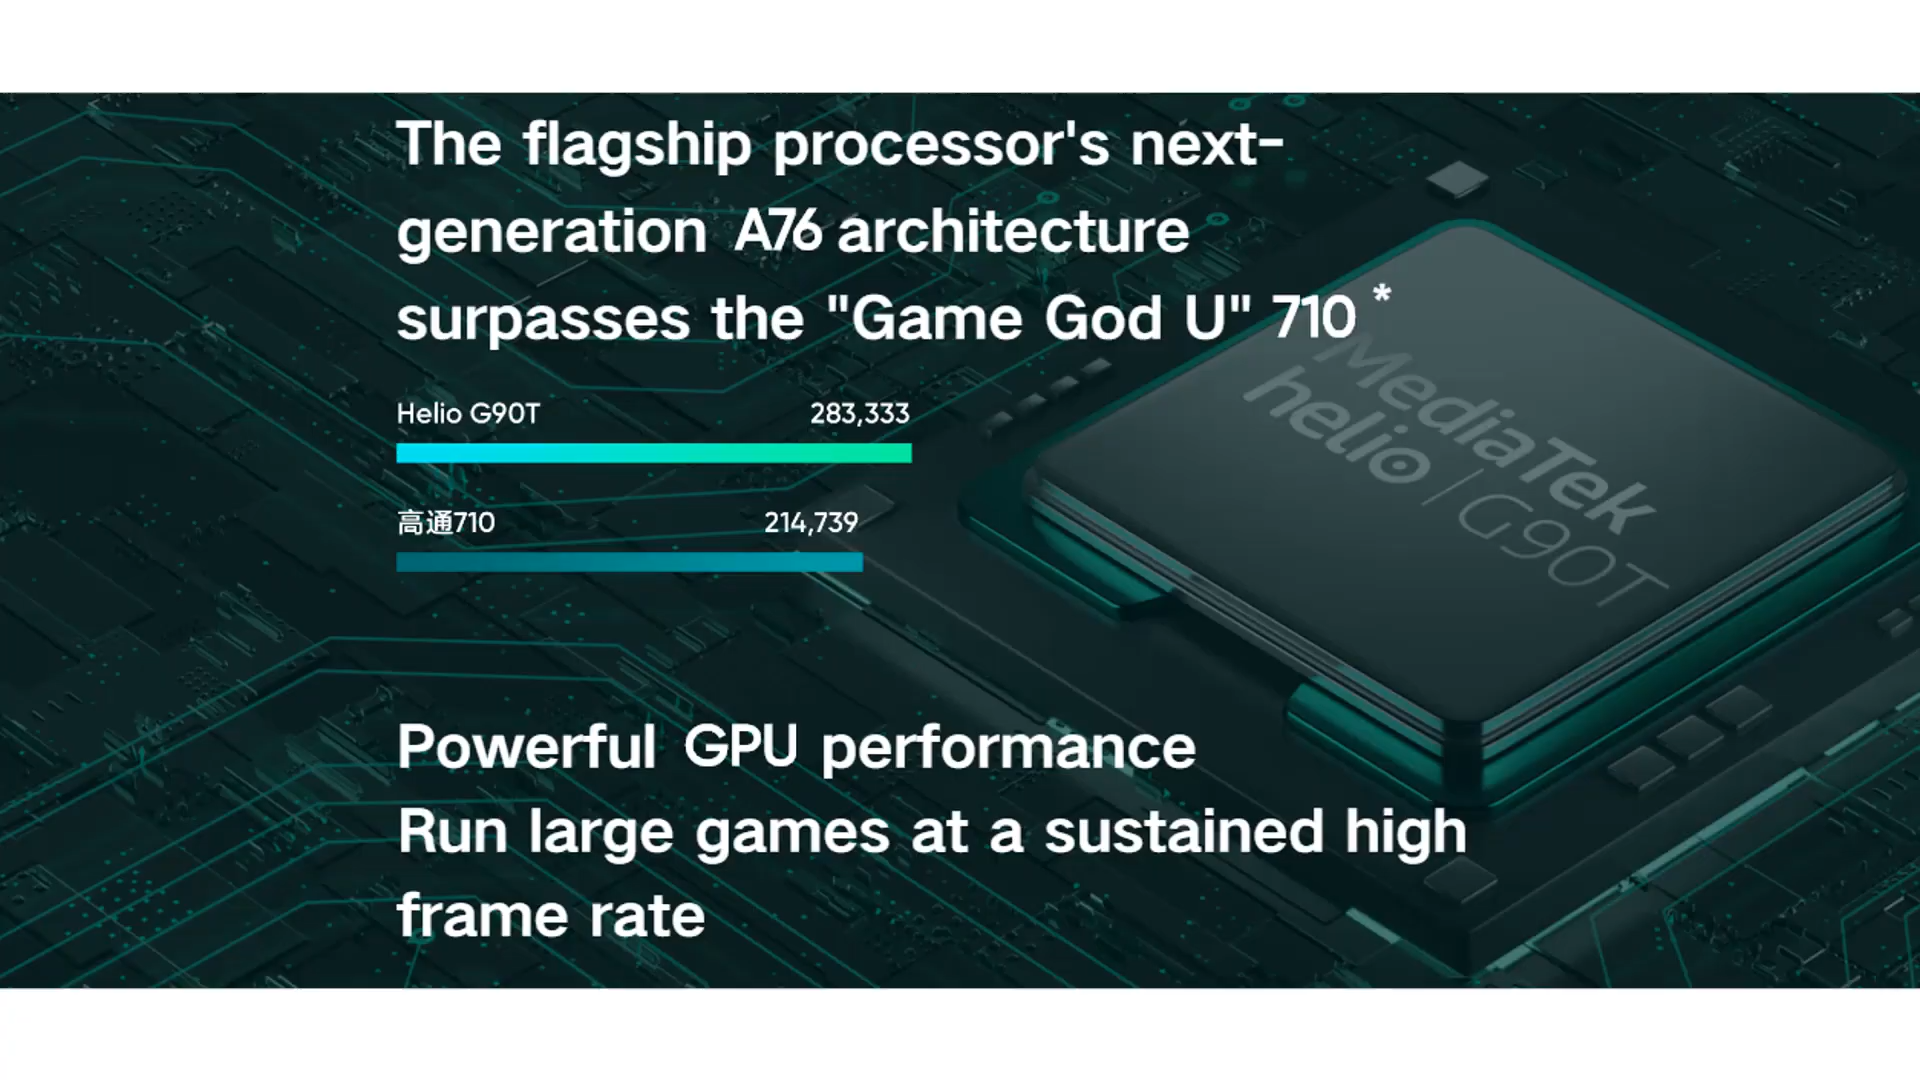 The flagship processor's next-
generation A76 architecture
surpasses the "Game God U" 710 *
Helio G90T 283,333
高通710 214,739
MediaTek
helio | G90T
Powerful GPU performance
Run large games at a sustained high
frame rate